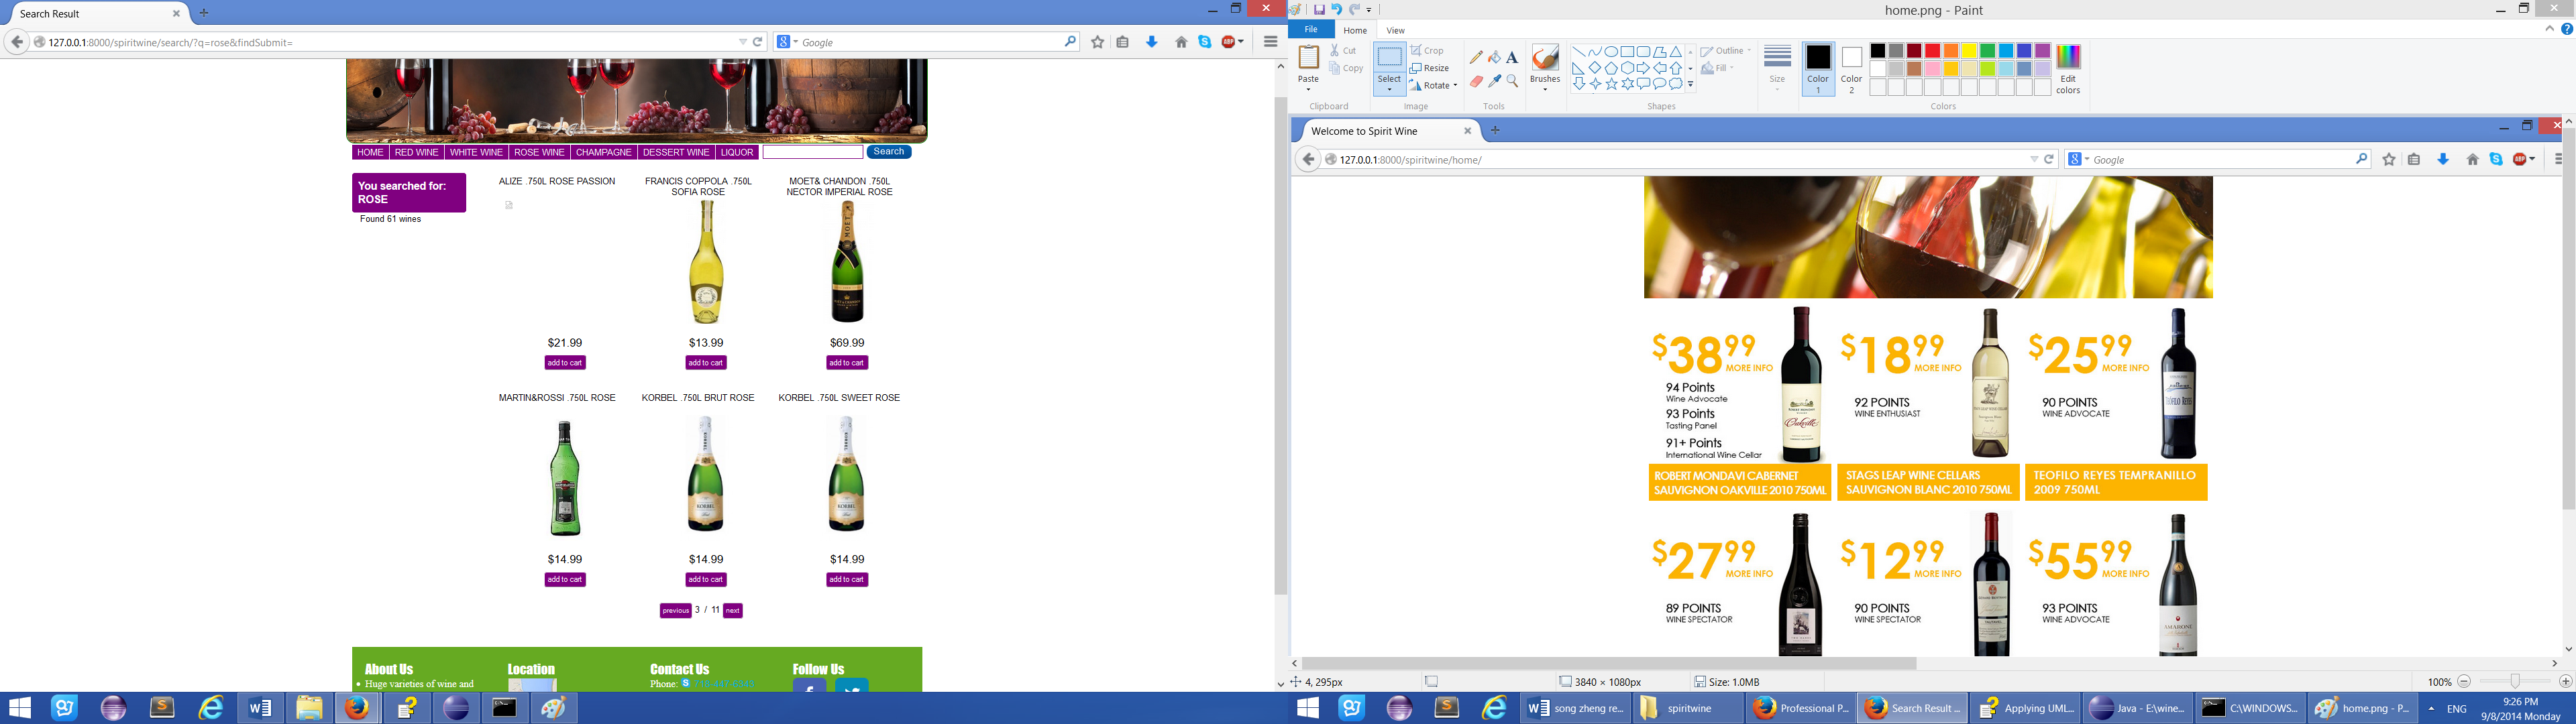 Search Result
127.0.0.1:8000/spiritwine/search/?q=rose&findSubmit=
Google
ABP
HOME RED WINE WHITE WINE ROSE WINE CHAMPAGNE DESSERT WINE LIQUOR Search
You searched for:
ROSE
Found 61 wines
ALIZE .750L ROSE PASSION
FRANCIS COPPOLA .750L
SOFIA ROSE
MOET& CHANDON .750L
NECTOR IMPERIAL ROSE
$21.99 $13.99 $69.99
add to cart add to cart add to cart
MARTIN&ROSSI .750L ROSE KORBEL .750L BRUT ROSE KORBEL .750L SWEET ROSE
KORBEL KORBEL
$14.99 $14.99 $14.99
add to cart add to cart add to cart
previous 3 / 11 next
About Us Location Contact Us Follow Us
Huge varieties of wine and
Phone:
home.png - Paint
File Home View
Paste
Cut
Copy
Clipboard
Select
Crop
Resize
Rotate
Image
Tools
Brushes
Shapes
Outline
Fill
Size
Color
1
Color
2
Edit
colors
Colors
Welcome to Spirit Wine
127.0.0.1:8000/spiritwine/home/
Google
ABP
$38 99
MORE INFO
94 Points
Wine Advocate
93 Points
Tasting Panel
91+ Points
International Wine Cellar
Oakville
ROBERT MONDAVI CABERNET
SAUVIGNON OAKVILLE 2010 750ML
$18 99
MORE INFO
92 POINTS
WINE ENTHUSIAST
STAGS LEAP WINE CELLARS
SAUVIGNON BLANC 2010 750ML
$25 99
MORE INFO
90 POINTS
WINE ADVOCATE
TEOFILO REYES TEMPRANILLO
2009 750ML
$27 99
MORE INFO
89 POINTS
WINE SPECTATOR
$12 99
MORE INFO
90 POINTS
WINE SPECTATOR
$55 99
MORE INFO
93 POINTS
WINE ADVOCATE
AMARONE
4, 295px
3840 × 1080px
Size: 1.0MB
100%
song zheng re...
spiritwine
Professional P...
Search Result ...
Applying UML...
Java - E:\wine...
C:\WINDOWS...
home.png - P...
ENG
9:26 PM
9/8/2014 Monday